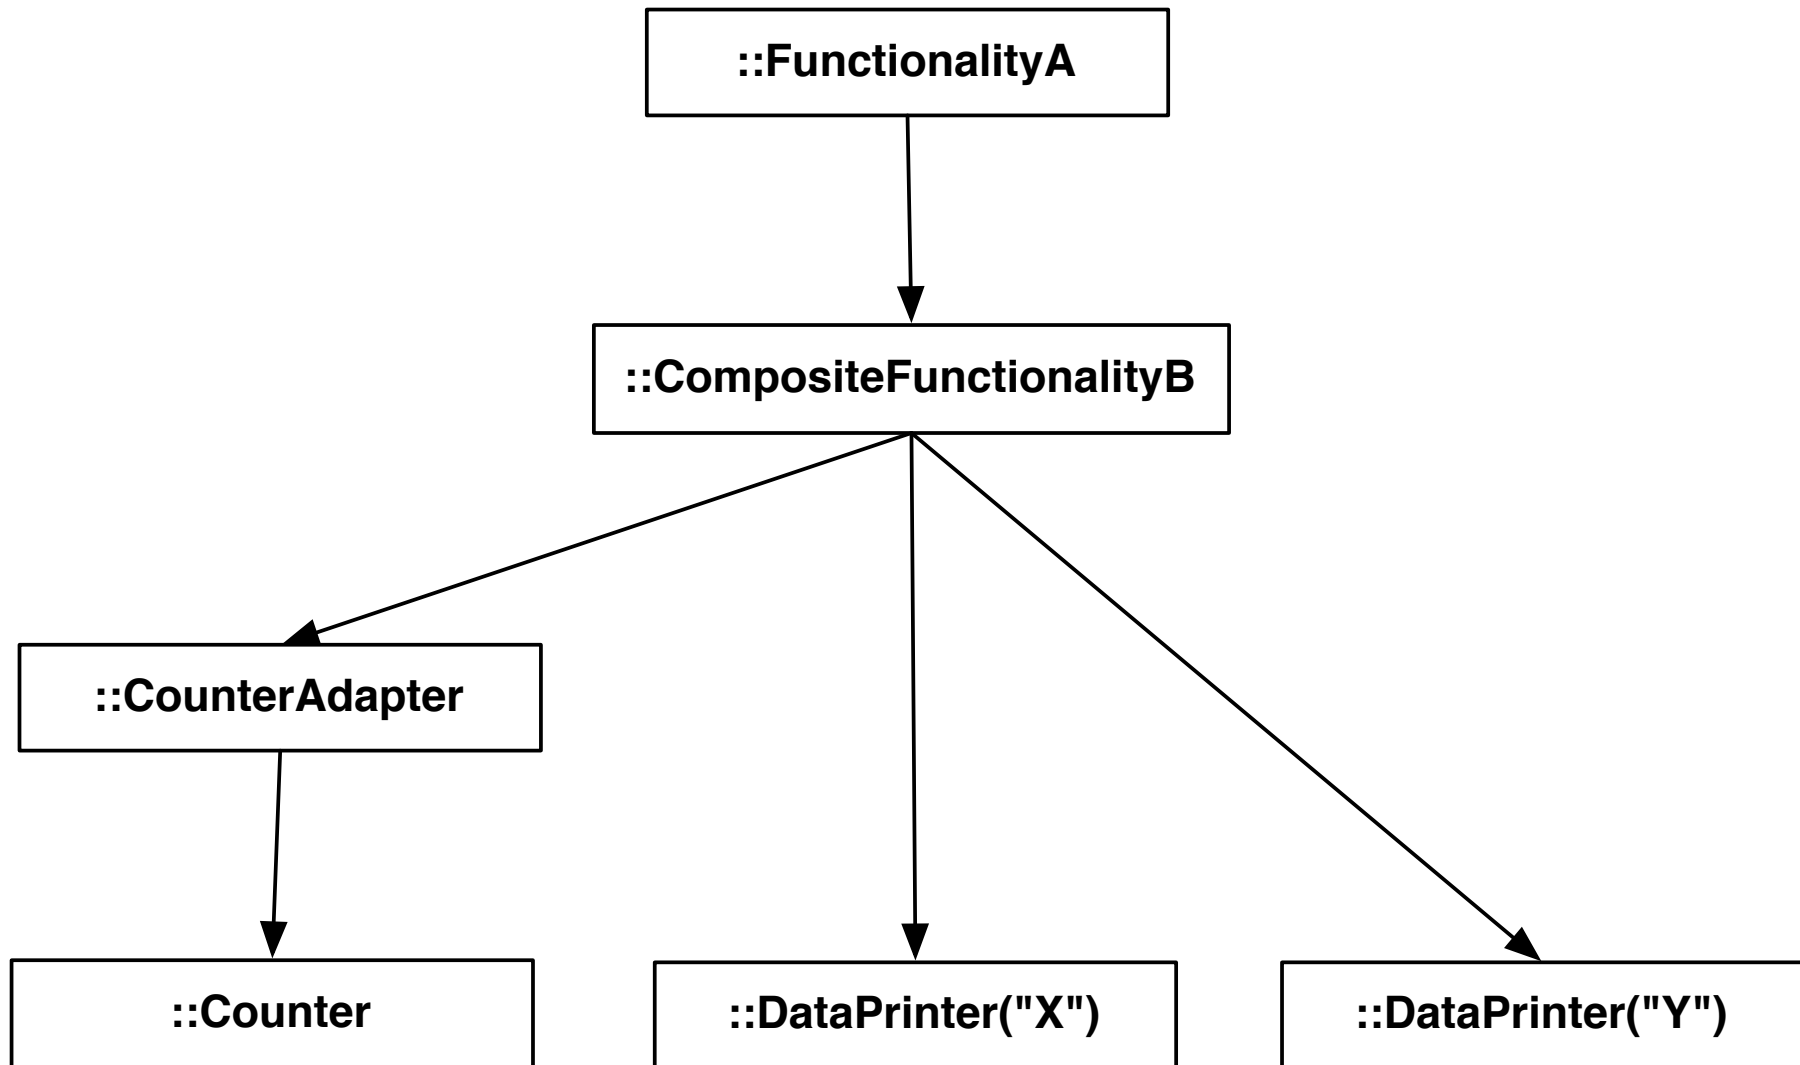 ::FunctionalityA
::CompositeFunctionalityB
::CounterAdapter
::Counter
::DataPrinter("X")
::DataPrinter("Y")